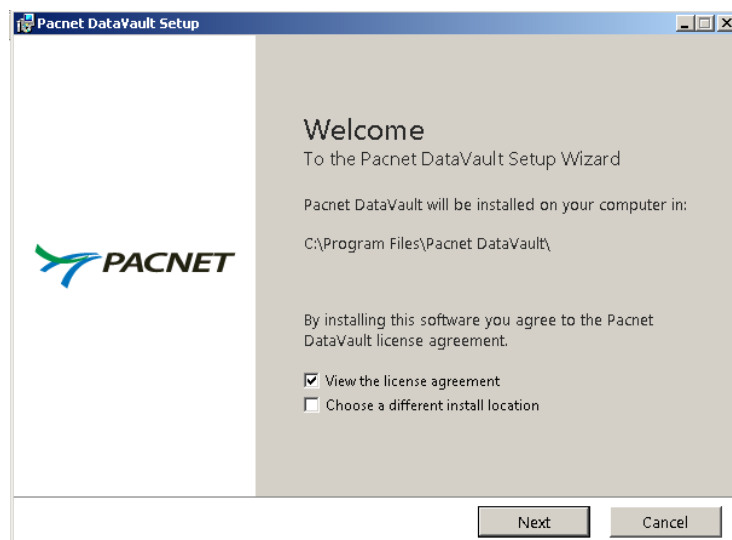 Pacnet DataVault Setup
Welcome
To the Pacnet DataVault Setup Wizard
Pacnet DataVault will be installed on your computer in:
C:\Program Files\Pacnet DataVault\
PACNET
By installing this software you agree to the Pacnet
DataVault license agreement.
View the license agreement
Choose a different install location
Next
Cancel